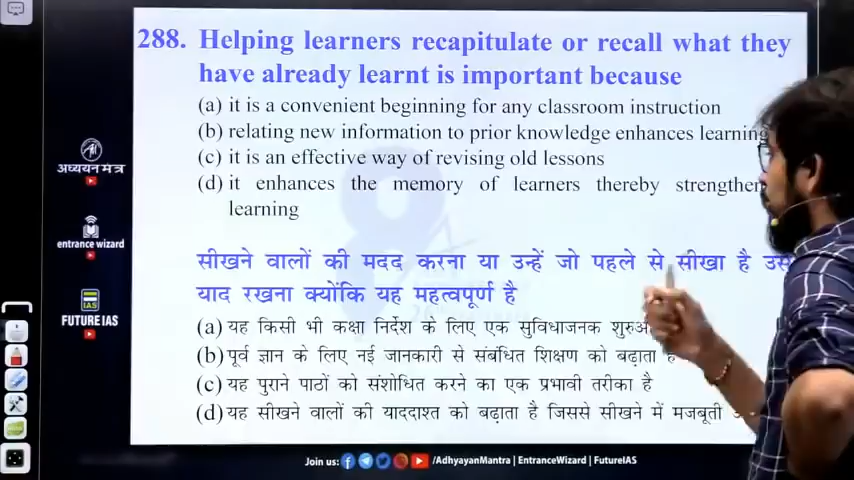 288. Helping learners recapitulate or recall what they
have already learnt is important because
(a) it is a convenient beginning for any classroom instruction
(b) relating new information to prior knowledge enhances learning
(c) it is an effective way of revising old lessons
(d) it enhances the memory of learners thereby strengthen
learning
सीखने वालों की मदद करना या उन्हें जो पहले से सीखा है उसे
याद रखना क्योंकि यह महत्वपूर्ण है
(a) यह किसी भी कक्षा निर्देश के लिए एक सुविधाजनक
(b) पूर्व ज्ञान के लिए नई जानकारी से संबंधित शिक्षण को बढ़ाता है
(c) यह पुराने पाठों को संशोधित करने का एक प्रभावी तरीका है
(d) यह सीखने वालों की याददाश्त को बढ़ाता है जिससे सीखने में मजबूती
अध्ययन मंत्र
entrance wizard
FUTURE IAS
Join us: /AdhyayanMantra | EntranceWizard | FutureIAS